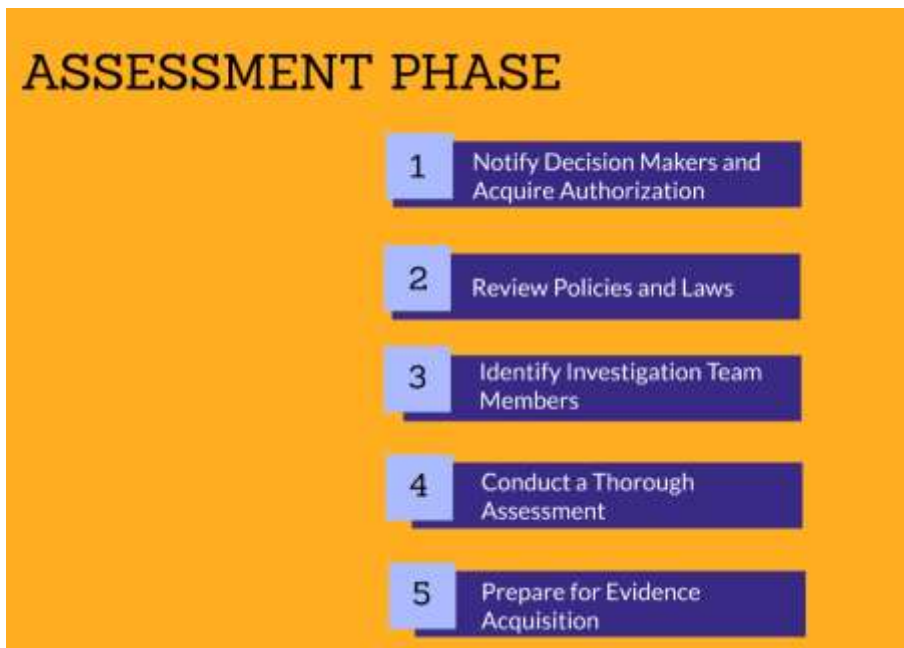 ASSESSMENT PHASE
1
Notify Decision Makers and
Acquire Authorization
2
Review Policies and Laws
3
Identify Investigation Team
Members
4
Conduct a Thorough
Assessment
5
Prepare for Evidence
Acquisition